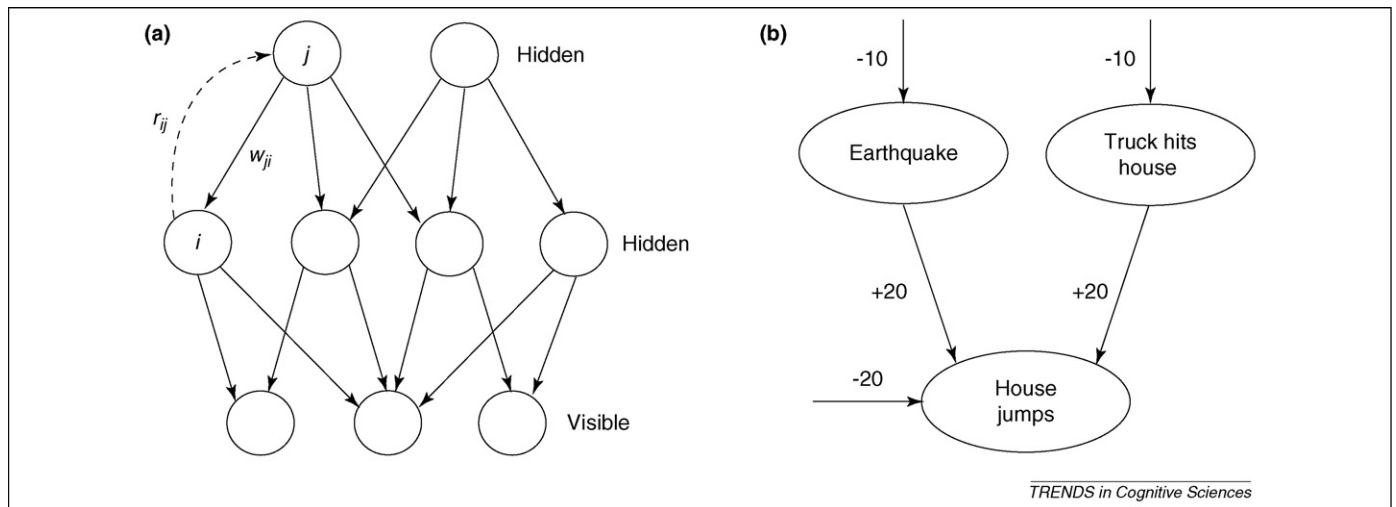 (a)
j
Hidden
r_ij
w_ji
i
Hidden
Visible
(b)
-10
-10
Earthquake
Truck hits
house
+20
+20
-20
House
jumps
TRENDS in Cognitive Sciences